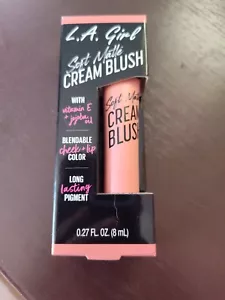 L.A. Girl
Soft Matte
CREAM BLUSH
WITH
vitamin E
+ jojoba oil
BLENDABLE
cheek + lip
COLOR
LONG
lasting
PIGMENT
Soft Matte
CREAM
BLUS
0.27 FL. OZ. (8 mL)